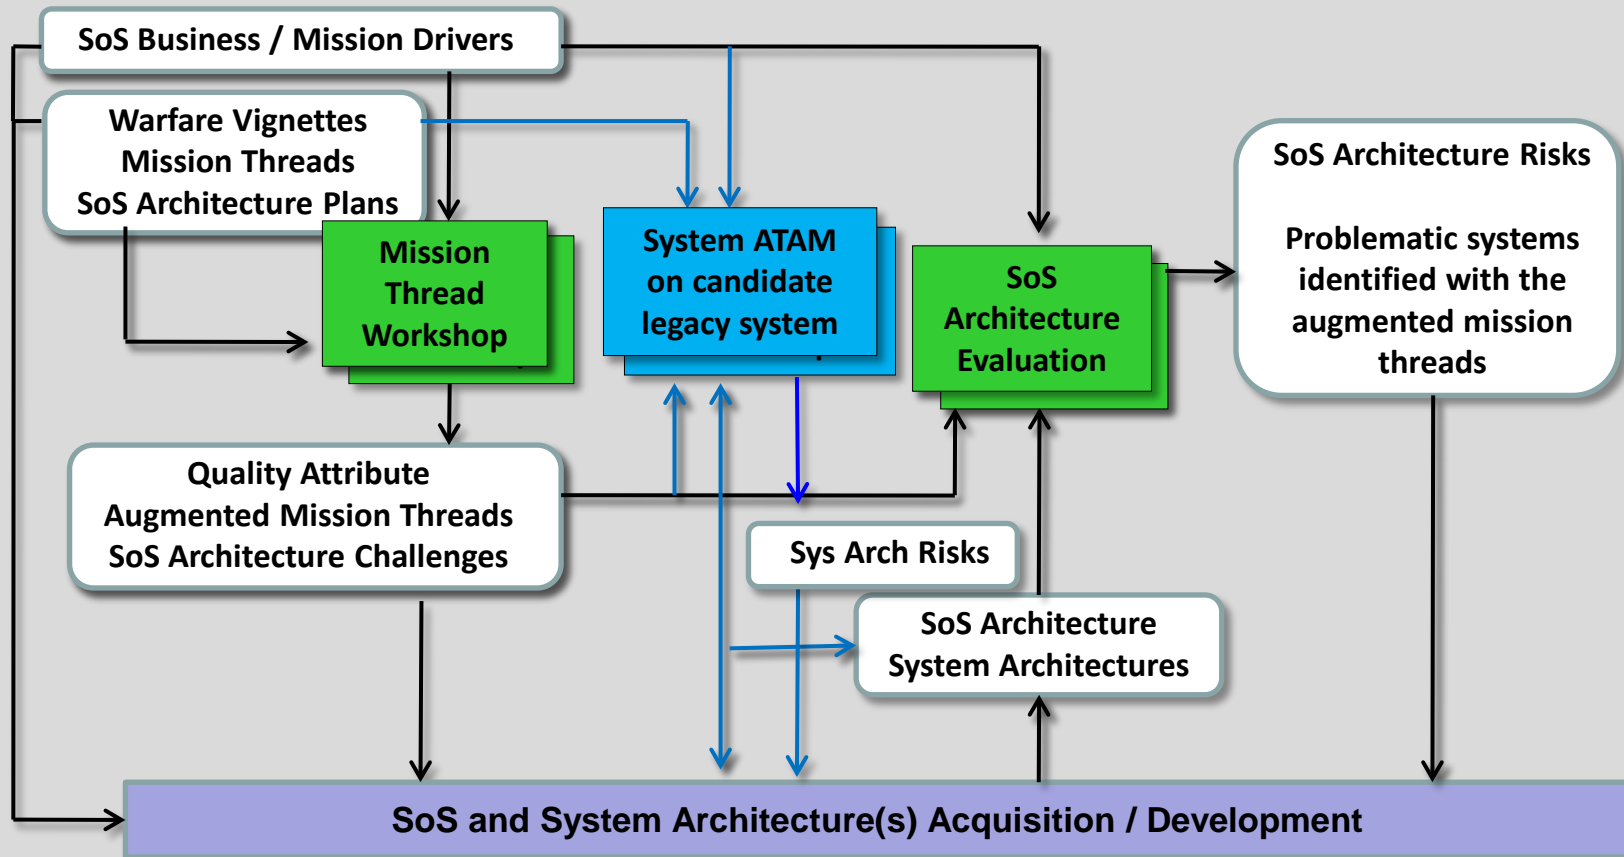 SoS Business / Mission Drivers
Warfare Vignettes
Mission Threads
SoS Architecture Plans
Mission
Thread
Workshop
System ATAM
on candidate
legacy system
SoS
Architecture
Evaluation
SoS Architecture Risks
Problematic systems
identified with the
augmented mission
threads
Quality Attribute
Augmented Mission Threads
SoS Architecture Challenges
Sys Arch Risks
SoS Architecture
System Architectures
SoS and System Architecture(s) Acquisition / Development